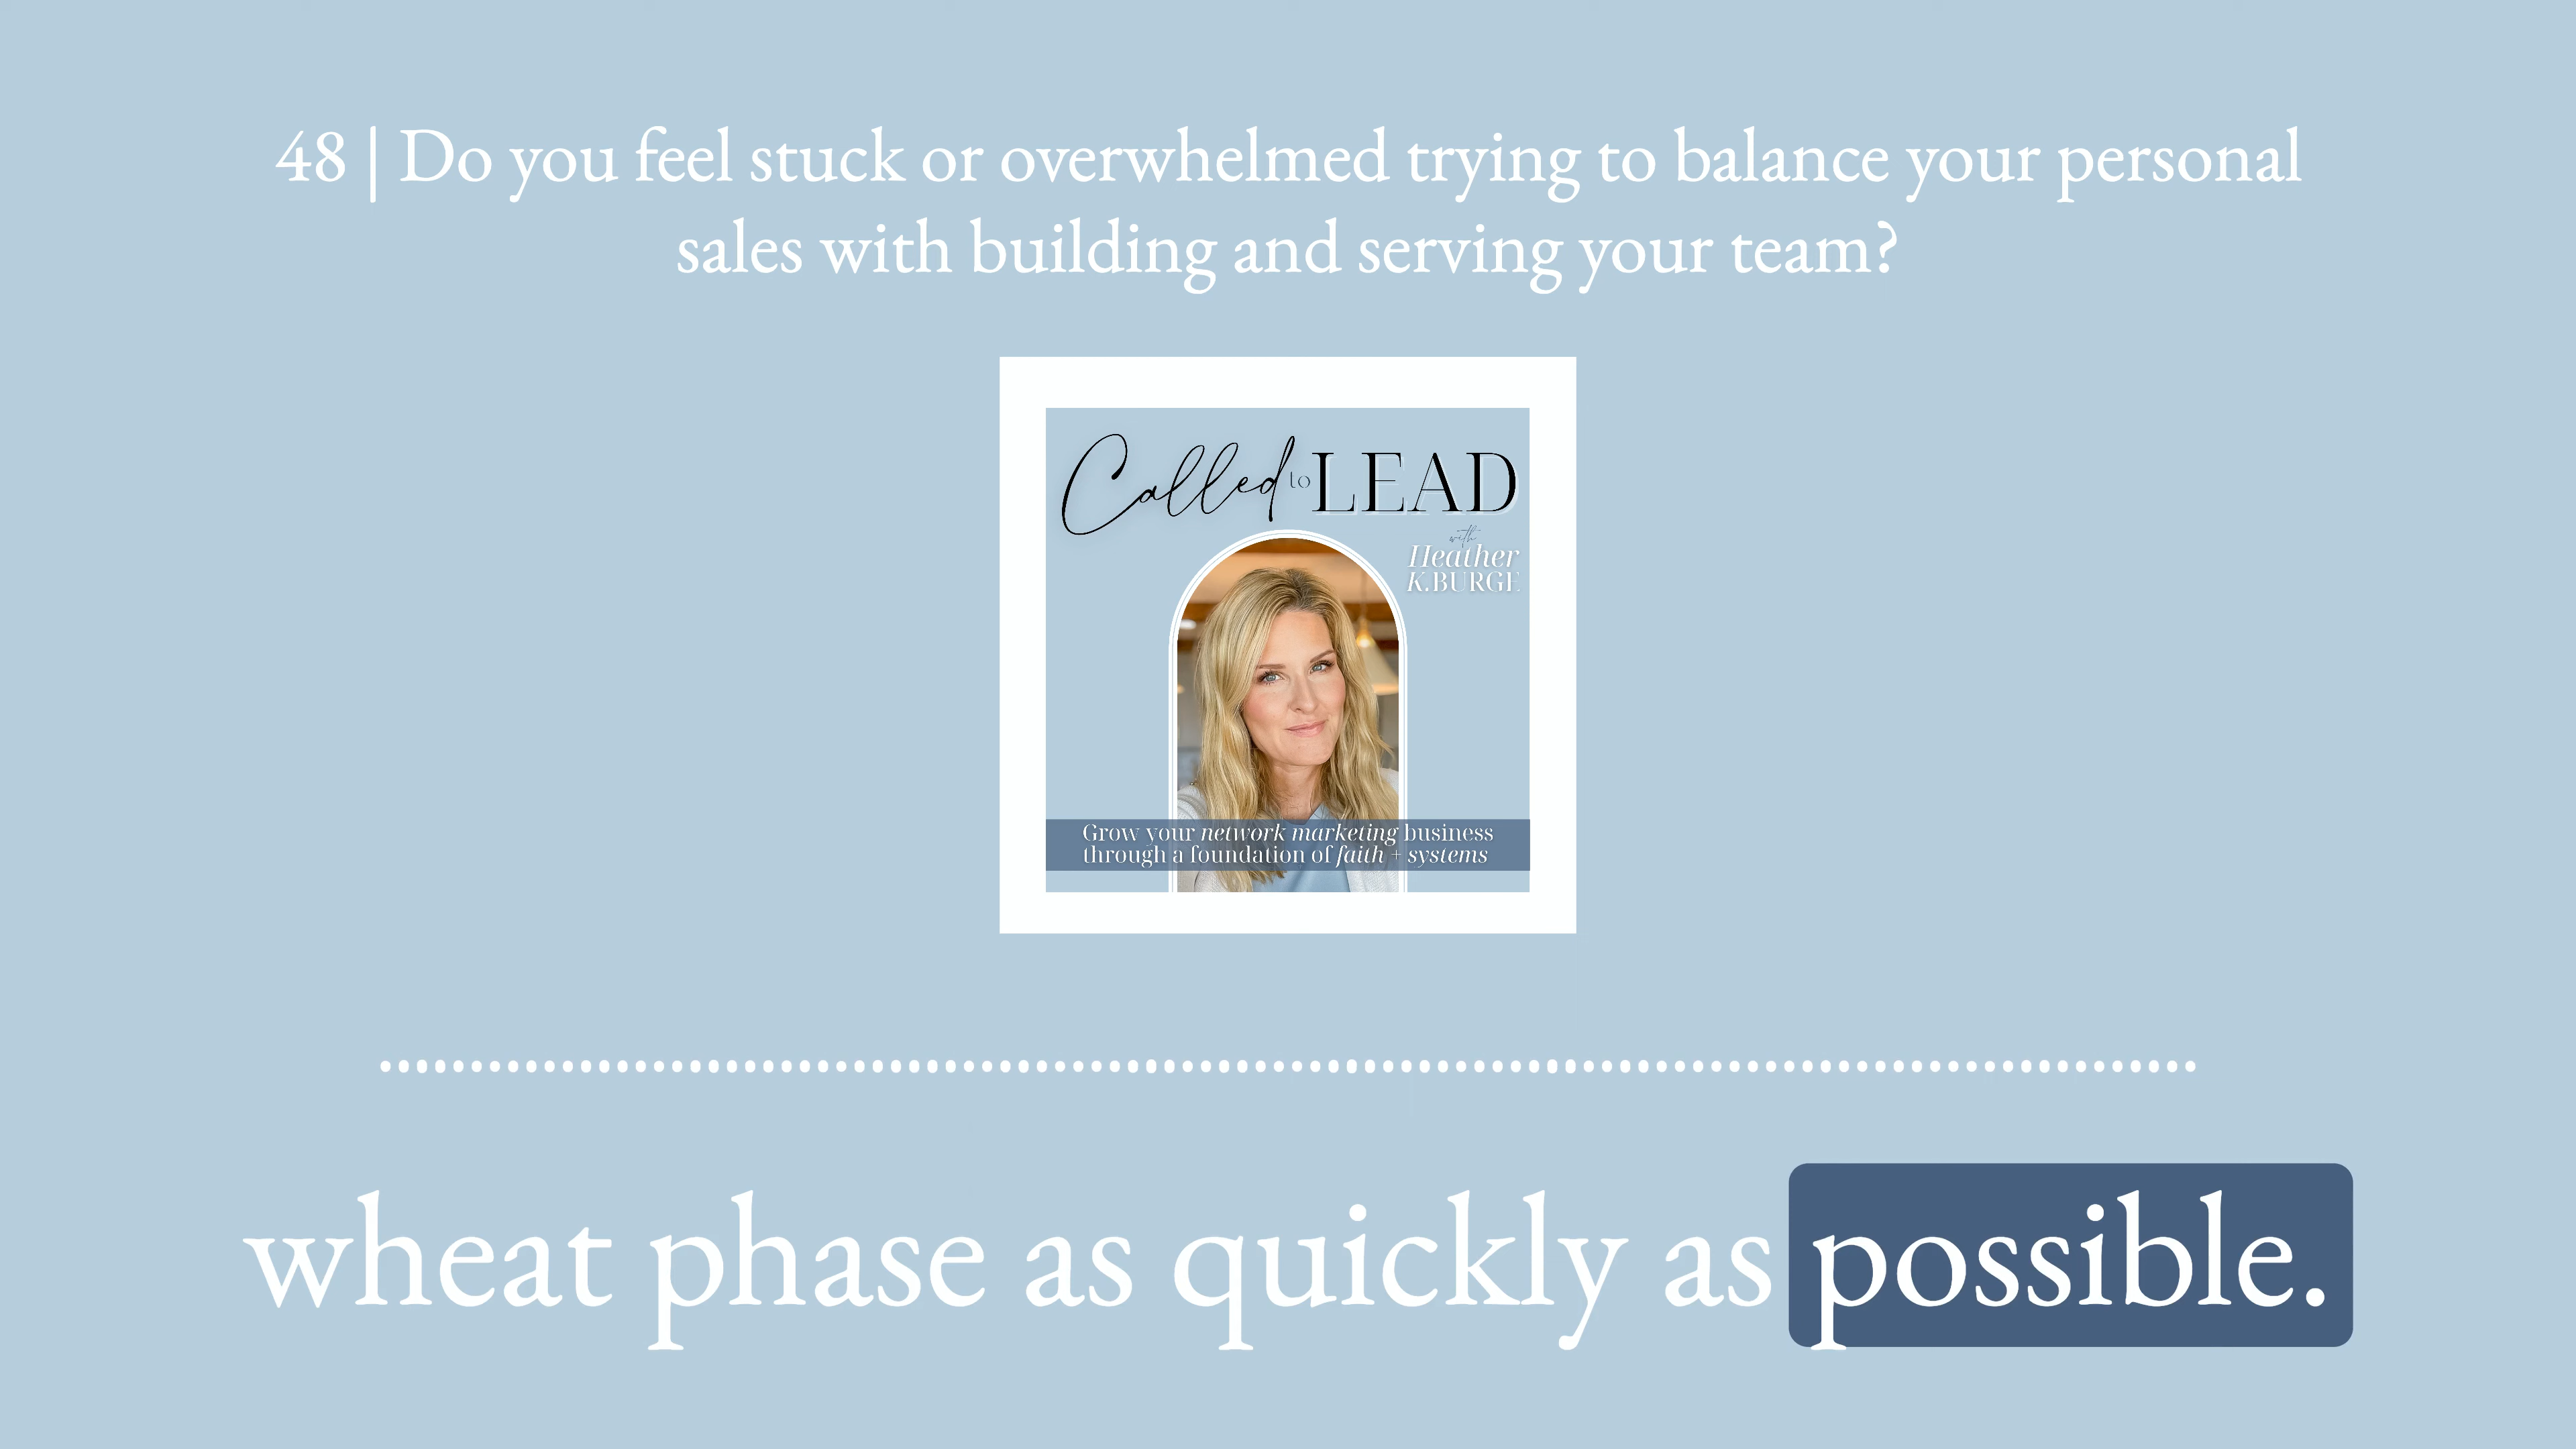 48 | Do you feel stuck or overwhelmed trying to balance your personal
sales with building and serving your team?
Called to LEAD
with
Heather
K.BURGE
Grow your network marketing business
through a foundation of faith + systems
wheat phase as quickly as possible.